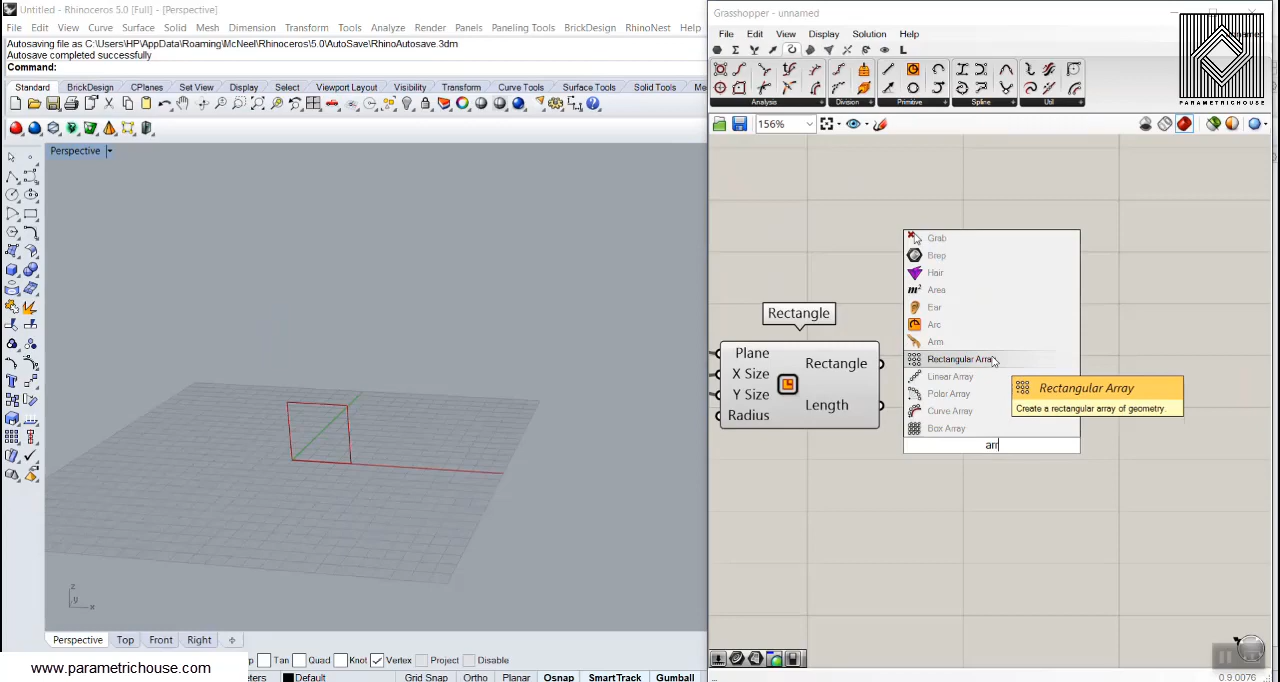 Untitled - Rhinoceros 5.0 [Full] - [Perspective]
File Edit View Curve Surface Solid Mesh Dimension Transform Tools Analyze Render Panels Paneling Tools BrickDesign RhinoNest Help
Autosaving file as C:\Users\HP\AppData\Roaming\McNeel\Rhinoceros\5.0\AutoSave\RhinoAutosave.3dm
Autosave completed successfully
Command:
Standard BrickDesign CPlanes Set View Display Select Viewport Layout Visibility Transform Curve Tools Surface Tools Solid Tools Me
Perspective
z
y
x
Perspective Top Front Right
Tan Quad Knot Vertex Project Disable
eters Default Grid Snap Ortho Planar Osnap SmartTrack Gumball
www.parametrichouse.com
Grasshopper - unnamed
File Edit View Display Solution Help
PARAMETRICHOUSE
Analysis Division Primitive Spline Util
156%
Rectangle
Plane
X Size
Y Size
Radius
Rectangle
Length
Grab
Brep
Hair
m² Area
Ear
Arc
Arm
Rectangular Array
Linear Array
Polar Array
Curve Array
Box Array
arr
Rectangular Array
Create a rectangular array of geometry.
0.9.0076